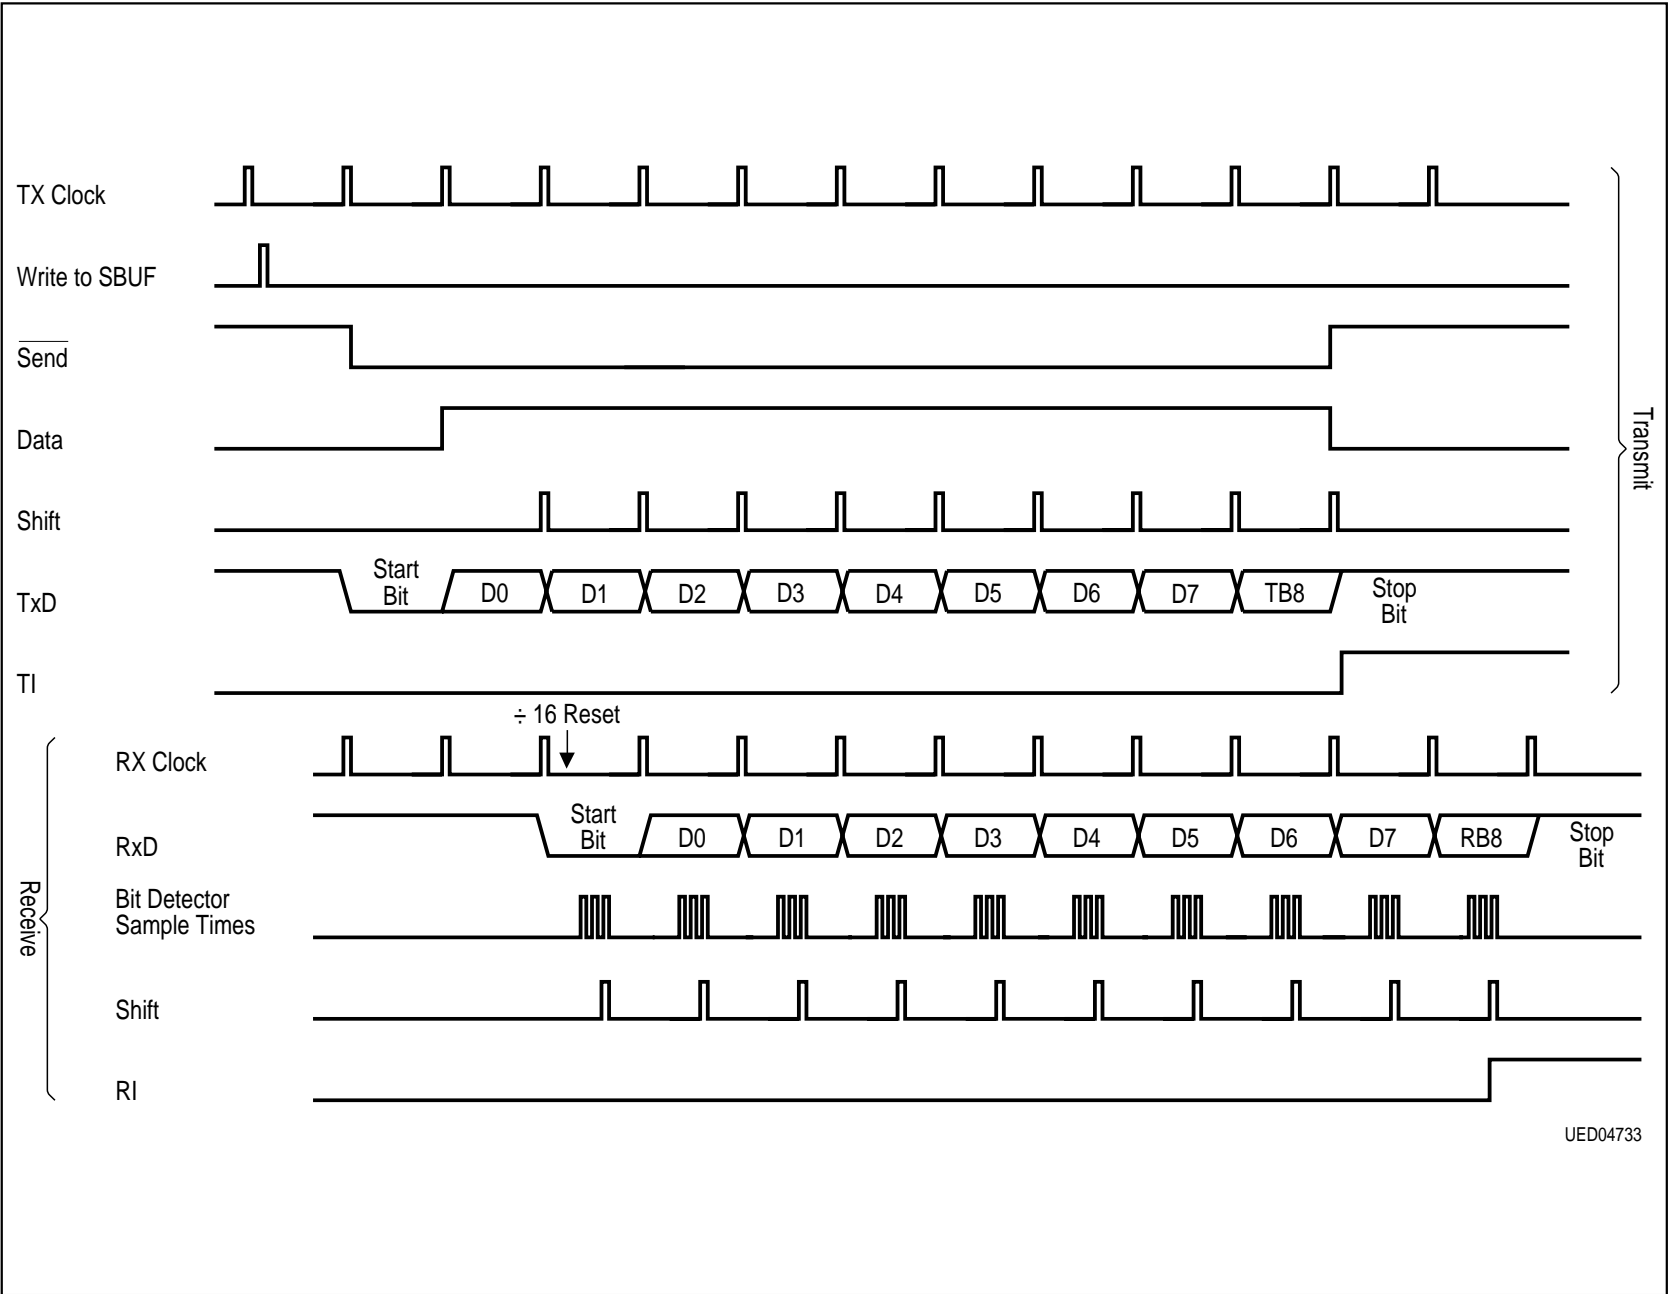 TX Clock
Write to SBUF
Send
Data
Shift
Start
Bit
D0 D1 D2 D3 D4 D5 D6 D7 TB8
Stop
Bit
TxD
TI
Transmit
÷ 16 Reset
RX Clock
Start
Bit
D0 D1 D2 D3 D4 D5 D6 D7 RB8
Stop
Bit
RxD
Bit Detector
Sample Times
Shift
RI
Receive
UED04733